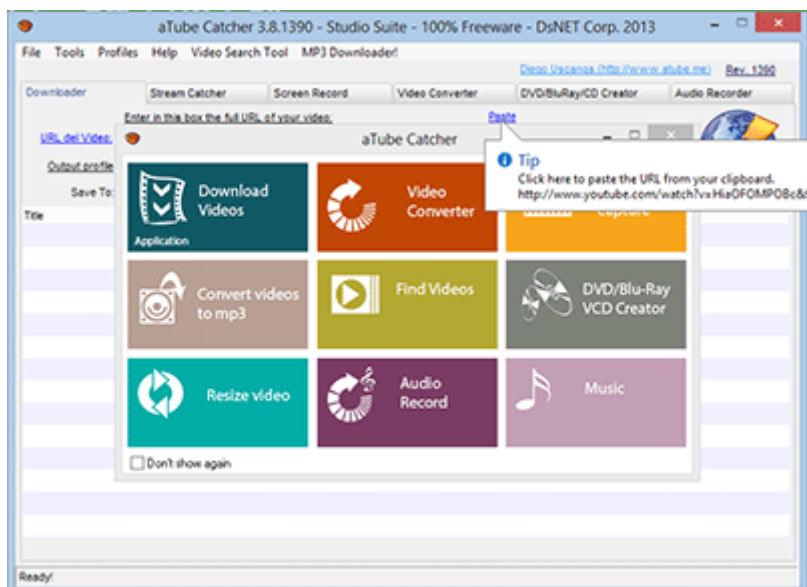 aTube Catcher 3.8.1390 - Studio Suite - 100% Freeware - DsNET Corp. 2013
File Tools Profiles Help Video Search Tool MP3 Downloader!
Diego Uscanga (http://www.atube.me) Rev. 1390
Downloader Stream Catcher Screen Record Video Converter DVD/BluRay/CD Creator Audio Recorder
Enter in this box the full URL of your video: Paste
URL del Video:
aTube Catcher
Tip
Click here to paste the URL from your clipboard.
Output profile
Save To:
Title
Download
Videos
Application
Video
Converter
Capture
Convert videos
to mp3
Find Videos
DVD/Blu-Ray
VCD Creator
Resize video
Audio
Record
Music
Don't show again
Ready!